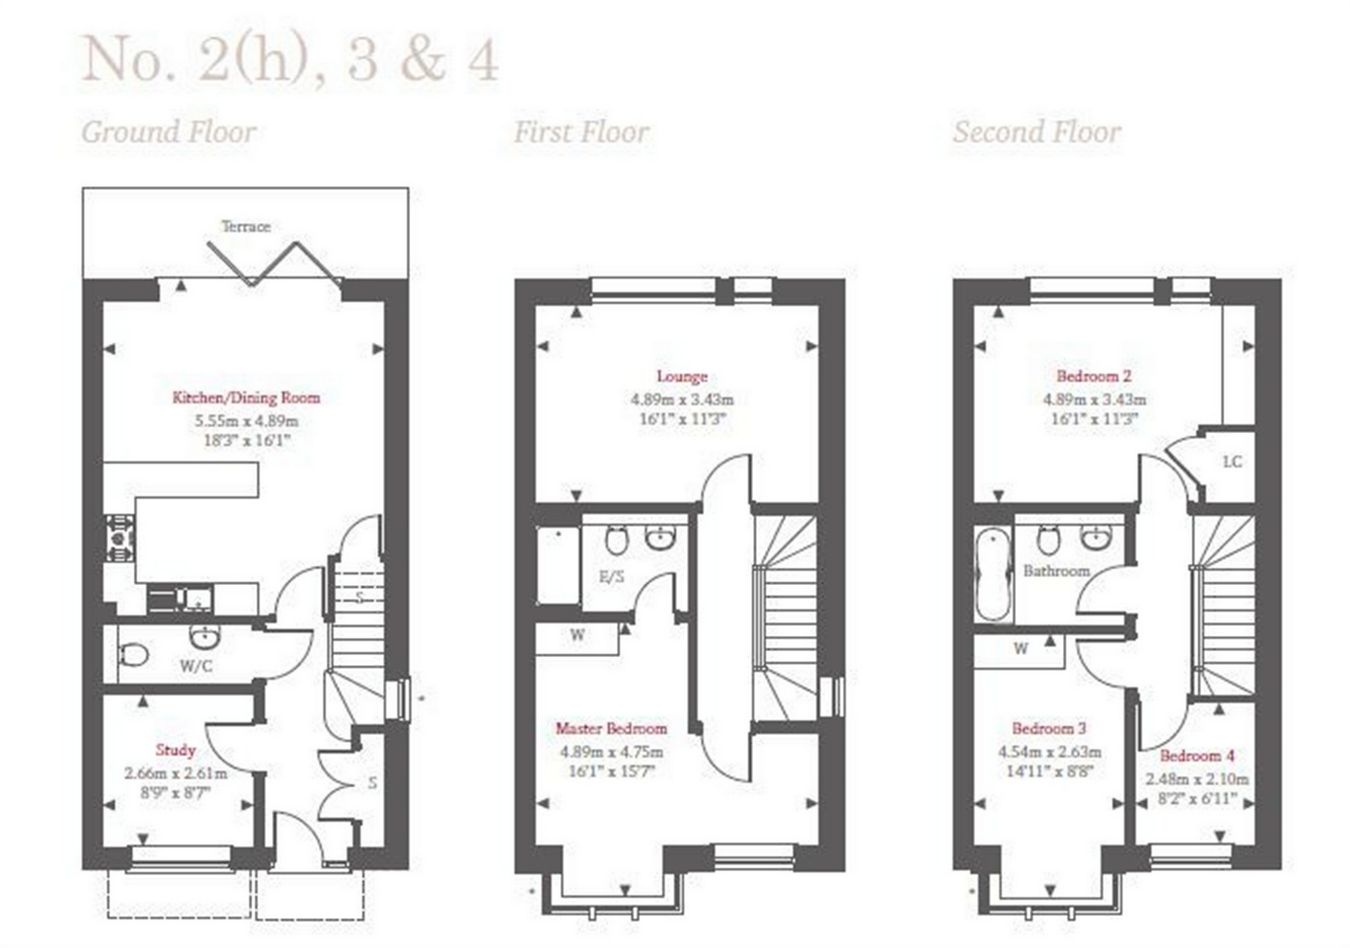 No. 2(h), 3 & 4
Ground Floor
Terrace
Kitchen/Dining Room
5.55m x 4.89m
18'3" x 16'1"
S
W/C
Study
2.66m x 2.61m
8'9" x 8'7"
S
*
First Floor
Lounge
4.89m x 3.43m
16'1" x 11'3"
E/S
W
Master Bedroom
4.89m x 4.75m
16'1" x 15'7"
*
Second Floor
Bedroom 2
4.89m x 3.43m
16'1" x 11'3"
LC
Bathroom
W
Bedroom 3
4.54m x 2.63m
14'11" x 8'8"
Bedroom 4
2.48m x 2.10m
8'2" x 6'11"
*